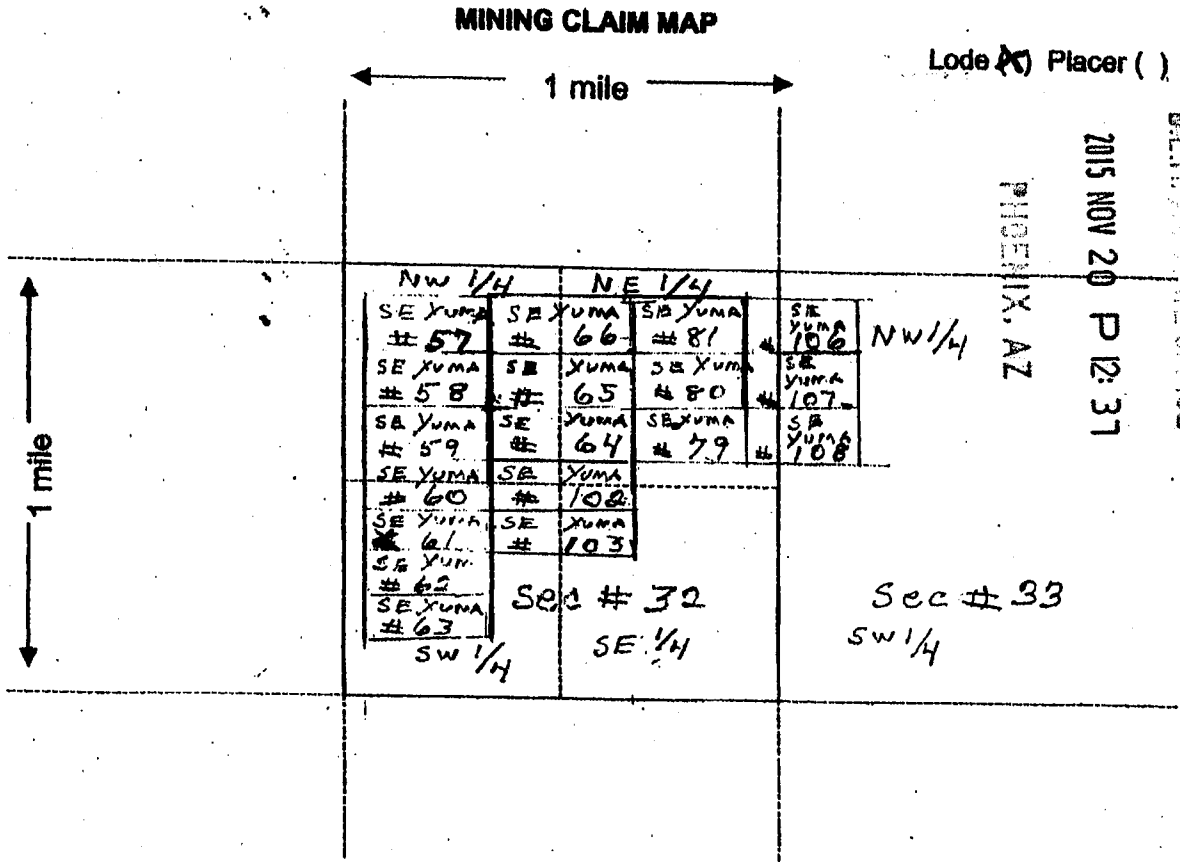 MINING CLAIM MAP
Lode (X) Placer ( )
1 mile
2015 NOV 20 P 12:37
PHOENIX, AZ
1 mile
NW 1/4 NE 1/4
NW 1/4
SE YUMA # 57
SE YUMA # 66
SE YUMA # 81
SE YUMA # 106
SE YUMA # 58
SE YUMA # 65
SE YUMA # 80
SE YUMA # 107
SE YUMA # 59
SE YUMA # 64
SE YUMA # 79
SE YUMA # 108
SE YUMA # 60
SE YUMA # 102
SE YUMA # 61
SE YUMA # 103
SE YUM # 62
SE YUMA # 63
Sec # 32
Sec # 33
SW 1/4
SE 1/4
SW 1/4